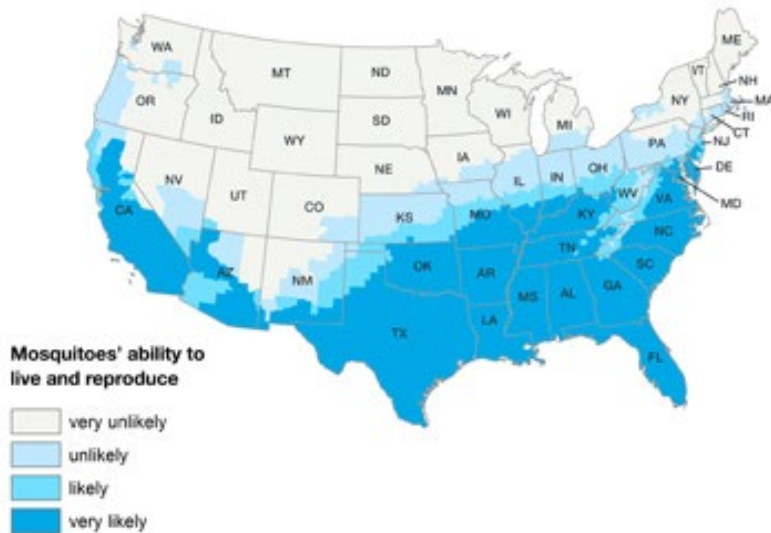 WA
MT
ND
MN
ME
VT
NH
MA
RI
CT
NY
OR
ID
SD
WI
MI
WY
IA
PA
NJ
NE
OH
DE
NV
UT
CO
IL
IN
WV
MD
CA
KS
MO
KY
VA
AZ
NM
OK
TN
NC
AR
SC
MS
AL
GA
TX
LA
FL
Mosquitoes' ability to
live and reproduce
very unlikely
unlikely
likely
very likely